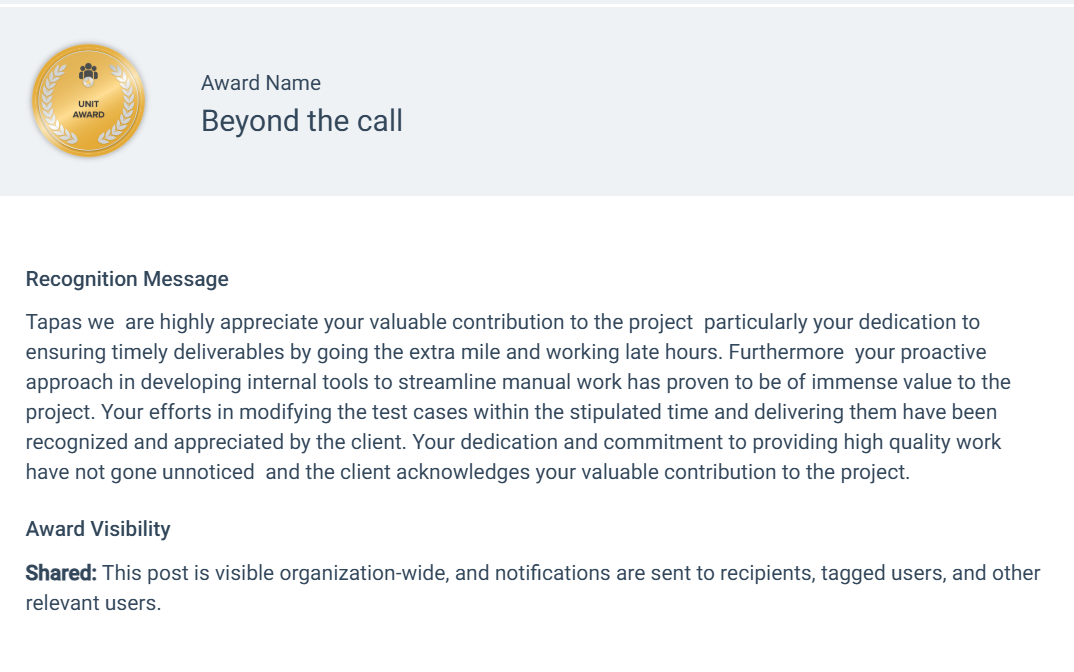 UNIT
AWARD
Award Name
Beyond the call
Recognition Message
Tapas we  are highly appreciate your valuable contribution to the project  particularly your dedication to
ensuring timely deliverables by going the extra mile and working late hours. Furthermore  your proactive
approach in developing internal tools to streamline manual work has proven to be of immense value to the
project. Your efforts in modifying the test cases within the stipulated time and delivering them have been
recognized and appreciated by the client. Your dedication and commitment to providing high quality work
have not gone unnoticed  and the client acknowledges your valuable contribution to the project.
Award Visibility
Shared: This post is visible organization-wide, and notifications are sent to recipients, tagged users, and other
relevant users.